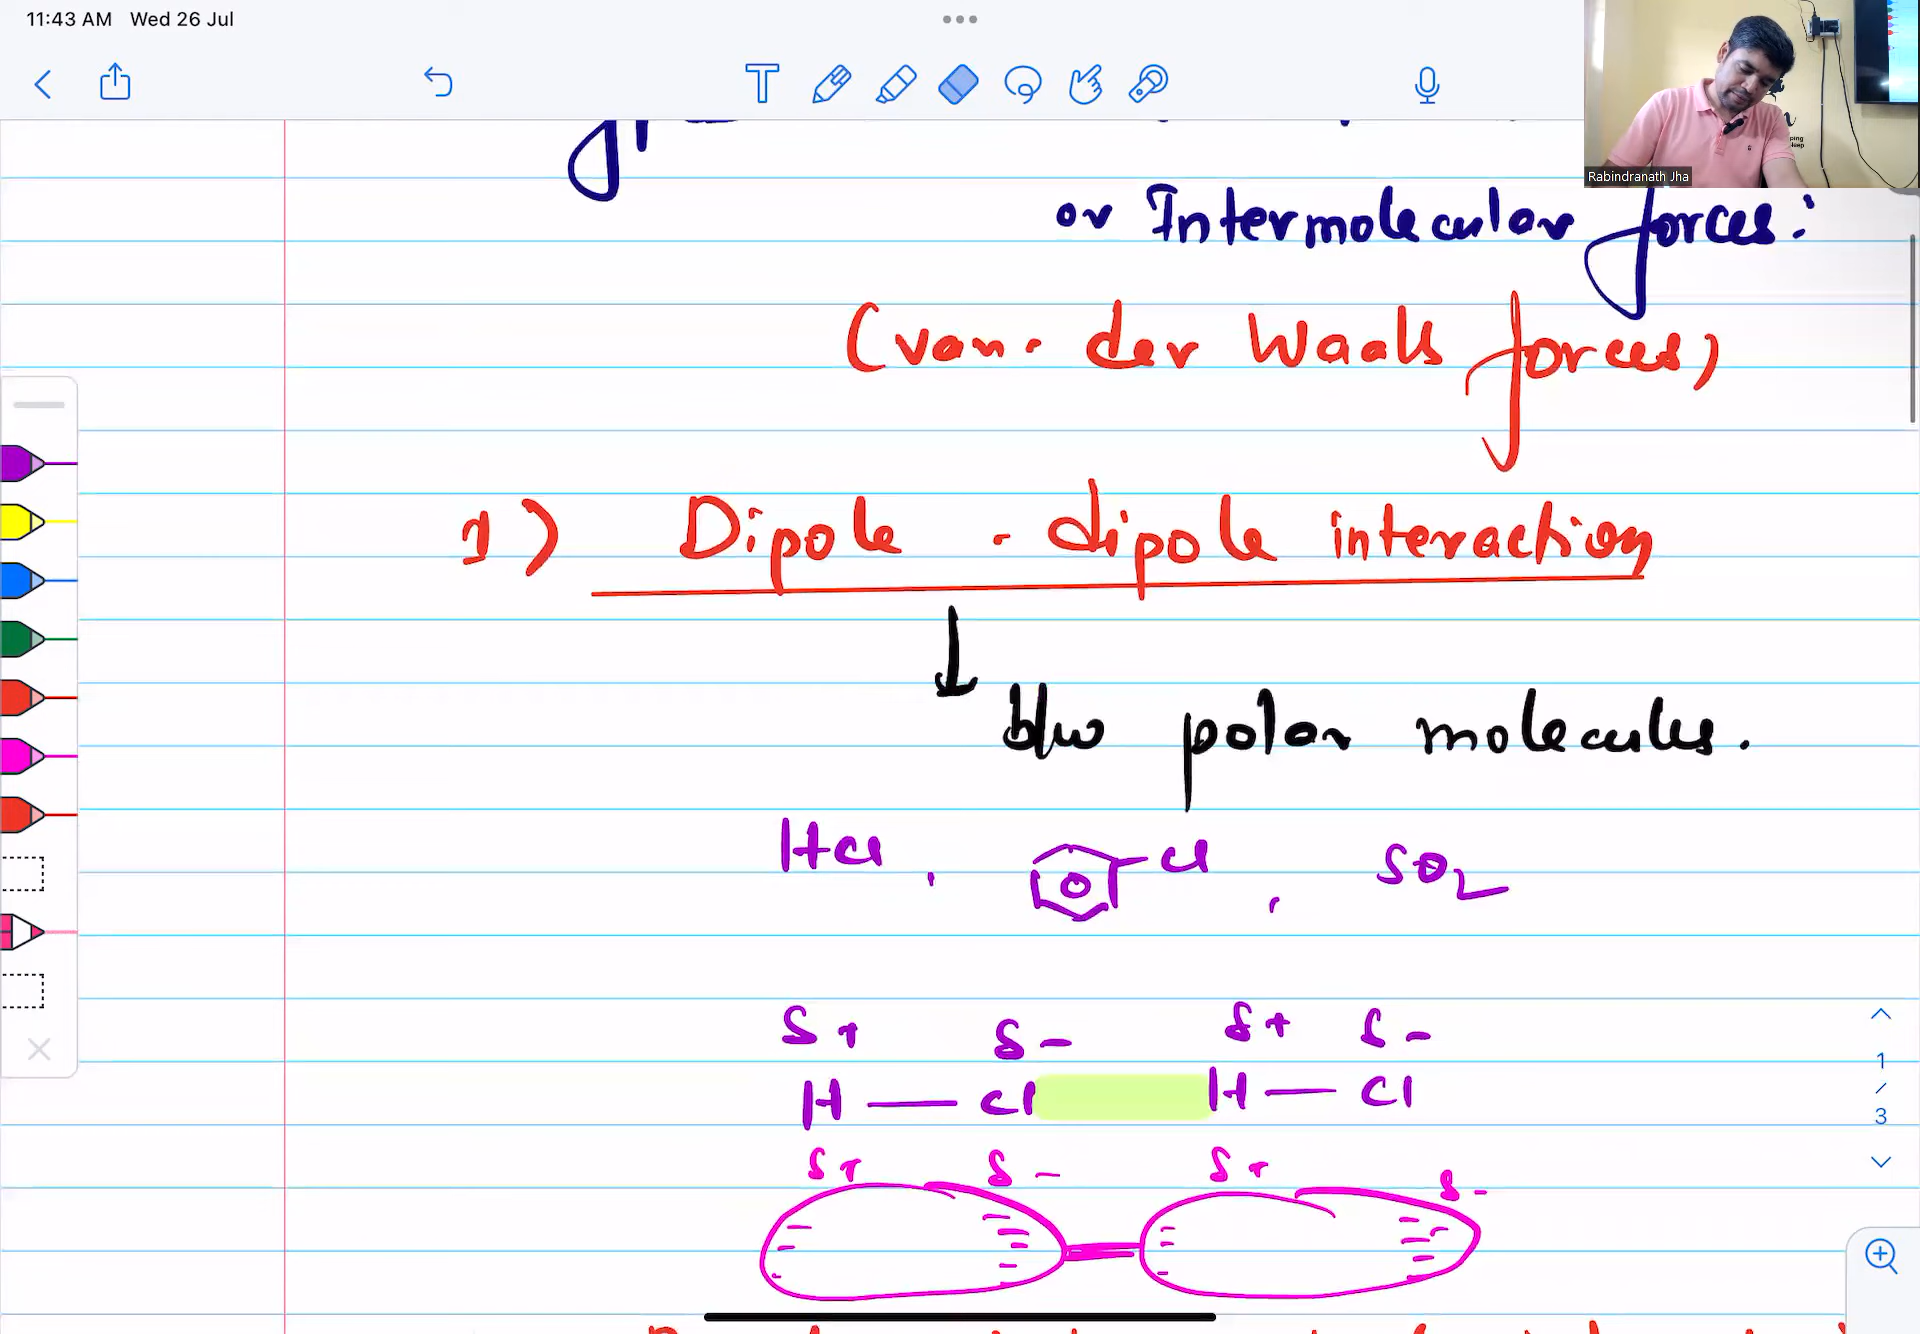 11:43 AM Wed 26 Jul
Rabindranath Jha
or Intermolecular forces:
(van. der Waals forces)
1) Dipole - dipole interaction
b/w polar molecules.
HCl, Cl, SO2
δ+ δ- δ+ δ-
H — Cl H — Cl
δ+ δ- δ+ δ-
1
/
3